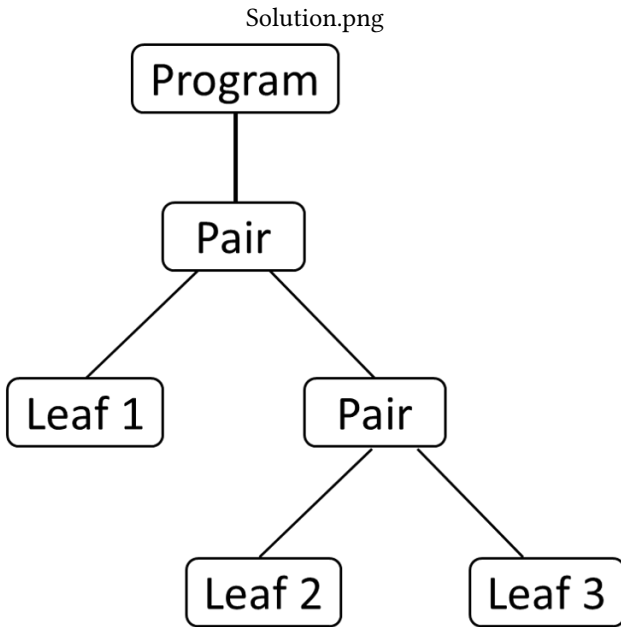 Solution.png
Program
Pair
Leaf 1
Pair
Leaf 2
Leaf 3